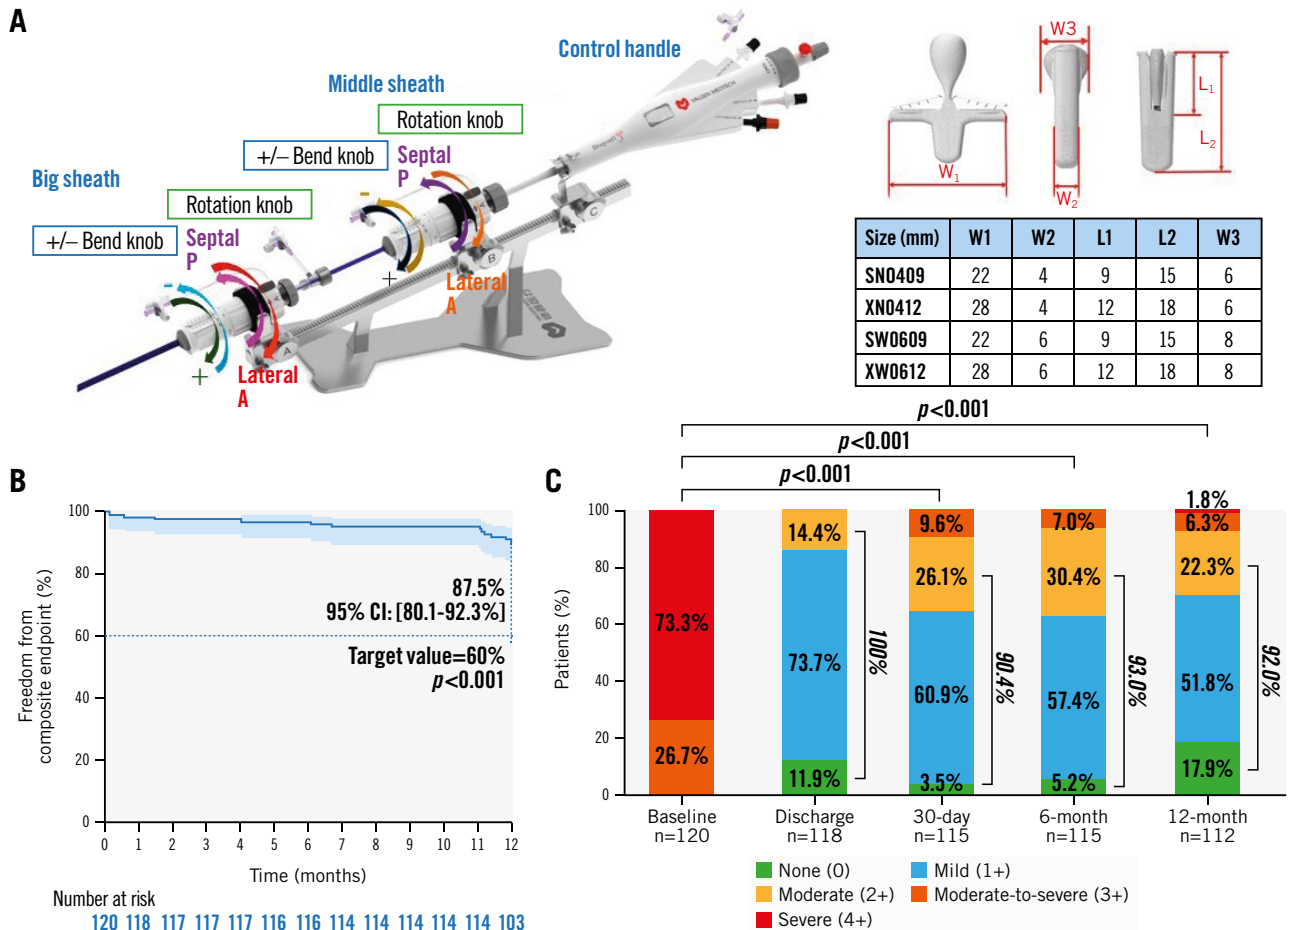 A
Control handle
Middle sheath
Rotation knob
+/– Bend knob
Septal
P
Big sheath
Rotation knob
+/– Bend knob
Septal
P
–
+
Lateral
A
–
+
Lateral
A
A
B
C
VALGEN MEDTECH
W3
W1
W2
L1
L2
Size (mm) W1 W2 L1 L2 W3
SN0409 22 4 9 15 6
XN0412 28 4 12 18 6
SW0609 22 6 9 15 8
XW0612 28 6 12 18 8
B
Freedom from
composite endpoint (%)
100
80
60
40
20
0
87.5%
95% CI: [80.1-92.3%]
Target value=60%
p<0.001
0 1 2 3 4 5 6 7 8 9 10 11 12
Time (months)
Number at risk
120 118 117 117 117 116 116 114 114 114 114 114 103
C
p<0.001
p<0.001
p<0.001
Patients (%)
100
80
60
40
20
0
73.3%
26.7%
14.4%
73.7%
11.9%
100%
9.6%
26.1%
60.9%
3.5%
90.4%
7.0%
30.4%
57.4%
5.2%
93.0%
1.8%
6.3%
22.3%
51.8%
17.9%
92.0%
Baseline Discharge 30-day 6-month 12-month
n=120 n=118 n=115 n=115 n=112
None (0) Mild (1+)
Moderate (2+) Moderate-to-severe (3+)
Severe (4+)